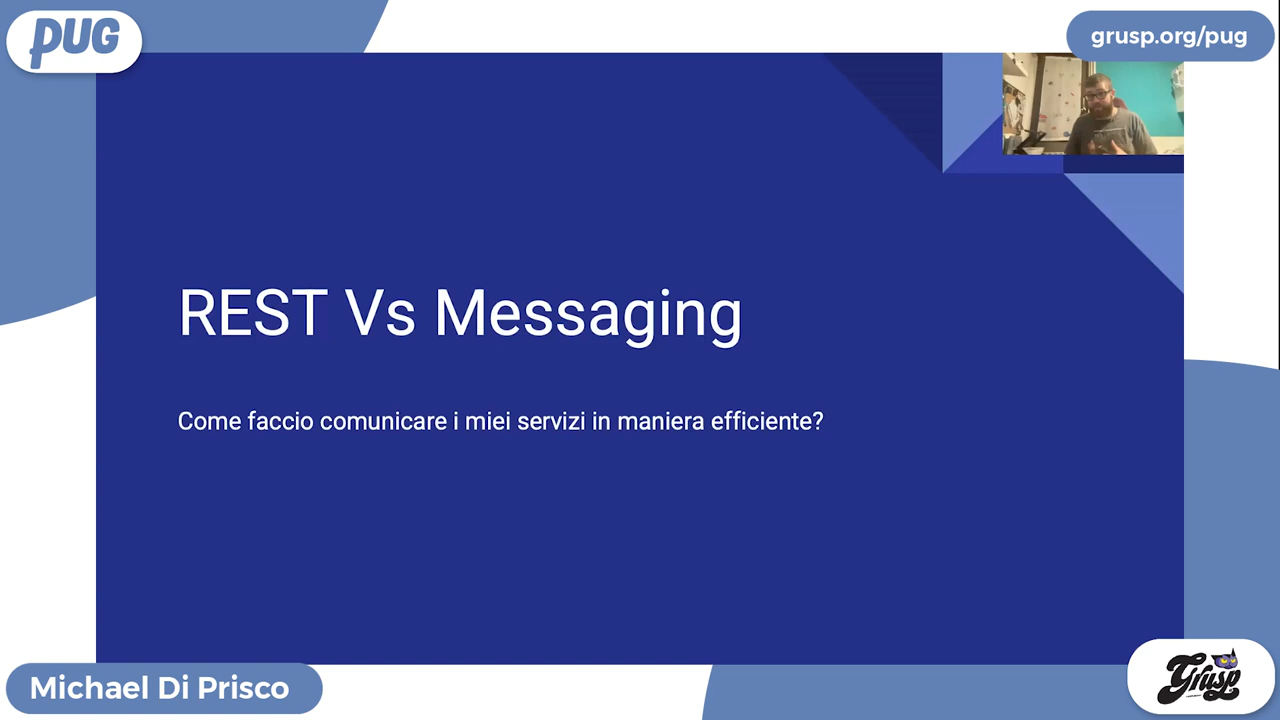 PUG
grusp.org/pug
REST Vs Messaging
Come faccio comunicare i miei servizi in maniera efficiente?
Michael Di Prisco
Grusp